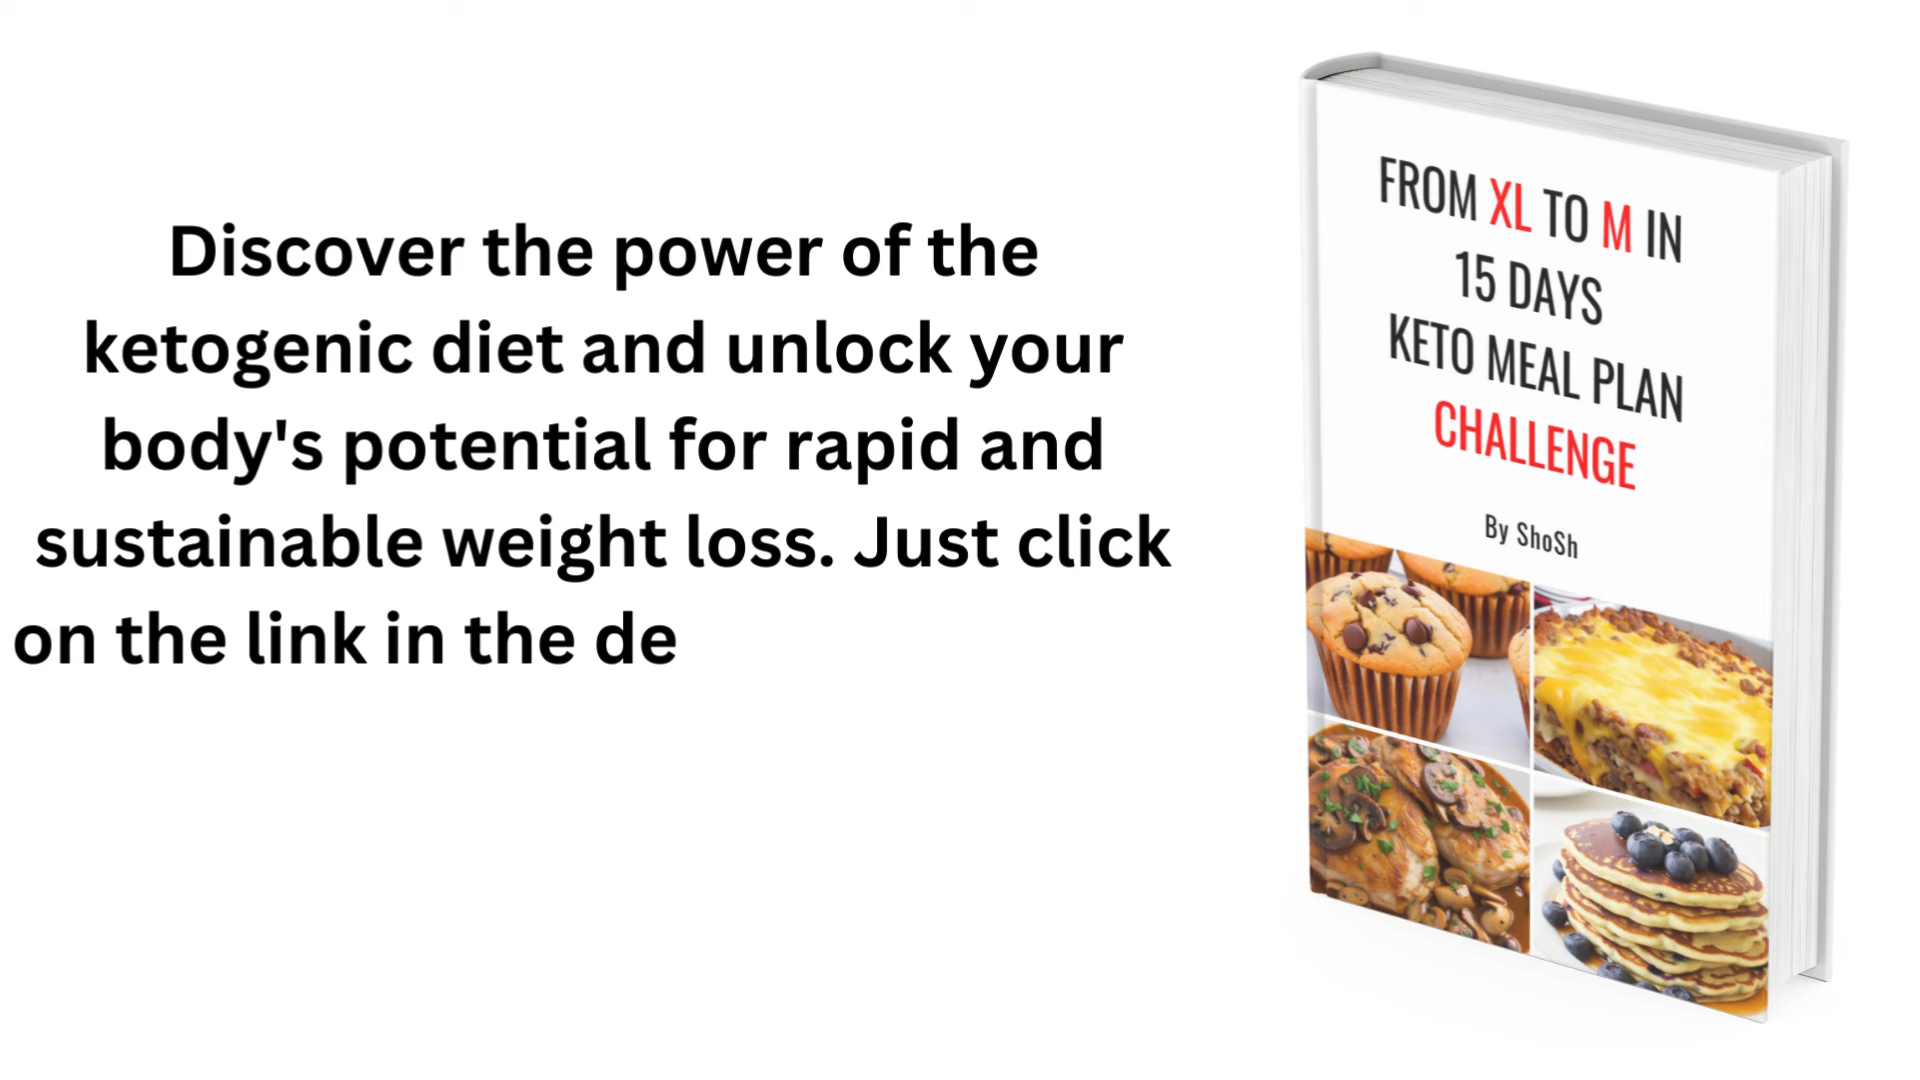 Discover the power of the
ketogenic diet and unlock your
body's potential for rapid and
sustainable weight loss. Just click
on the link in the de
FROM XL TO M IN
15 DAYS
KETO MEAL PLAN
CHALLENGE
By ShoSh